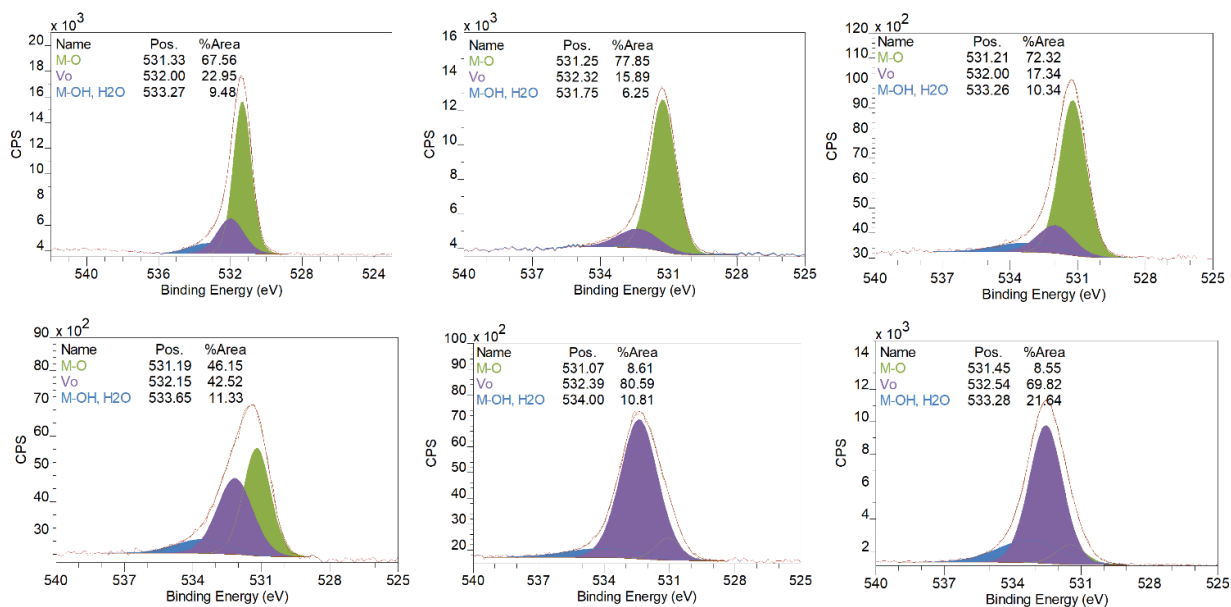 x 10^3
Name Pos. %Area
M-O 531.33 67.56
Vo 532.00 22.95
M-OH, H2O 533.27 9.48
20
18
16
14
12
10
8
6
4
CPS
540 536 532 528 524
Binding Energy (eV)
x 10^3
Name Pos. %Area
M-O 531.25 77.85
Vo 532.32 15.89
M-OH, H2O 531.75 6.25
16
14
12
10
8
6
4
CPS
540 537 534 531 528 525
Binding Energy (eV)
x 10^2
Name Pos. %Area
M-O 531.21 72.32
Vo 532.00 17.34
M-OH, H2O 533.26 10.34
120
100
80
70
60
50
40
30
CPS
540 537 534 531 528 525
Binding Energy (eV)
x 10^2
Name Pos. %Area
M-O 531.19 46.15
Vo 532.15 42.52
M-OH, H2O 533.65 11.33
90
80
70
60
50
40
30
CPS
540 537 534 531 528 525
Binding Energy (eV)
x 10^2
Name Pos. %Area
M-O 531.07 8.61
Vo 532.39 80.59
M-OH, H2O 534.00 10.81
100
80
70
60
50
40
30
20
CPS
540 537 534 531 528 525
Binding Energy (eV)
x 10^3
Name Pos. %Area
M-O 531.45 8.55
Vo 532.54 69.82
M-OH, H2O 533.28 21.64
14
12
10
8
6
4
2
CPS
540 537 534 531 528 525
Binding Energy (eV)